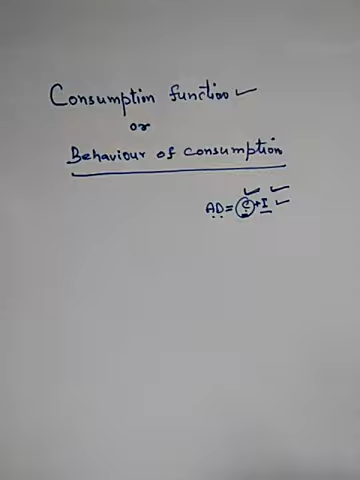 Consumption function ✓
or
Behaviour of consumption
AD = C + I